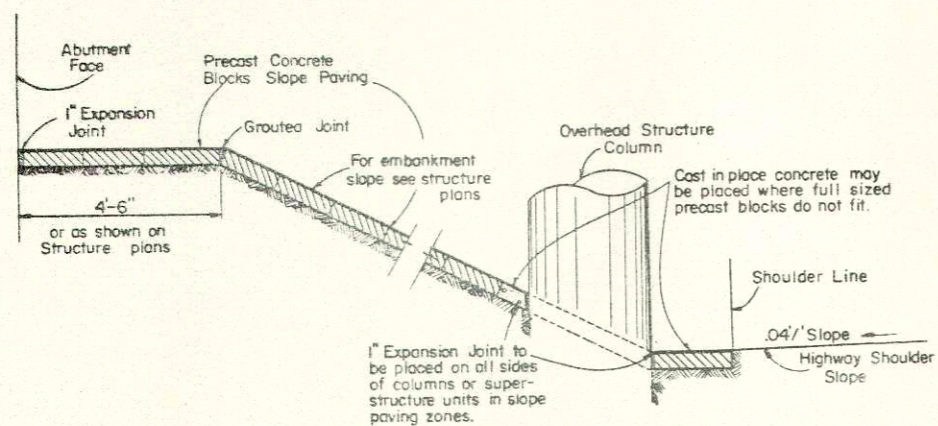 Abutment
Face
Precast Concrete
Blocks Slope Paving
1" Expansion
Joint
Grouted Joint
Overhead Structure
Column
For embankment
slope see structure
plans
Cast in place concrete may
be placed where full sized
precast blocks do not fit.
4'-6"
or as shown on
Structure plans
Shoulder Line
.04'/' Slope
Highway Shoulder
Slope
1" Expansion Joint to
be placed on all sides
of columns or super-
structure units in slope
paving zones.